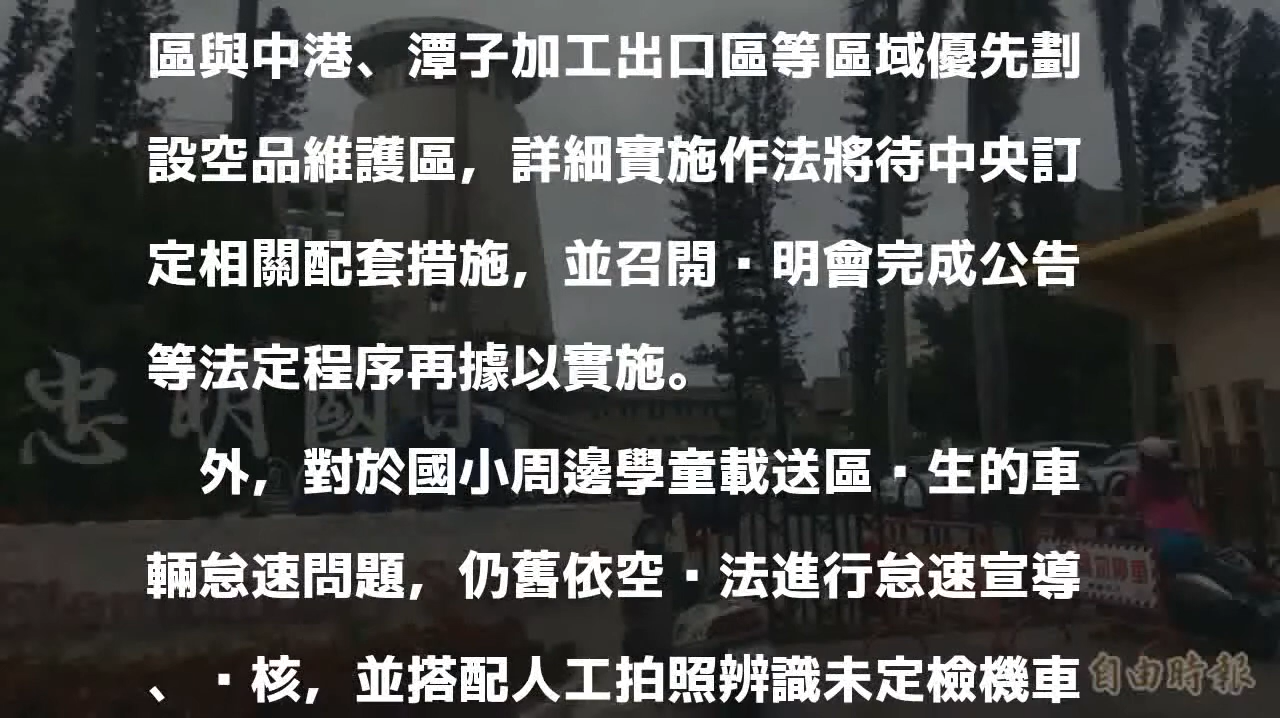 區與中港、潭子加工出口區等區域優先劃
設空品維護區，詳細實施作法將待中央訂
定相關配套措施，並召開▪明會完成公告
等法定程序再據以實施。
外，對於國小周邊學童載送區▪生的車
輛怠速問題，仍舊依空▪法進行怠速宣導
、▪核，並搭配人工拍照辨識未定檢機車
忠明國小
自由時報